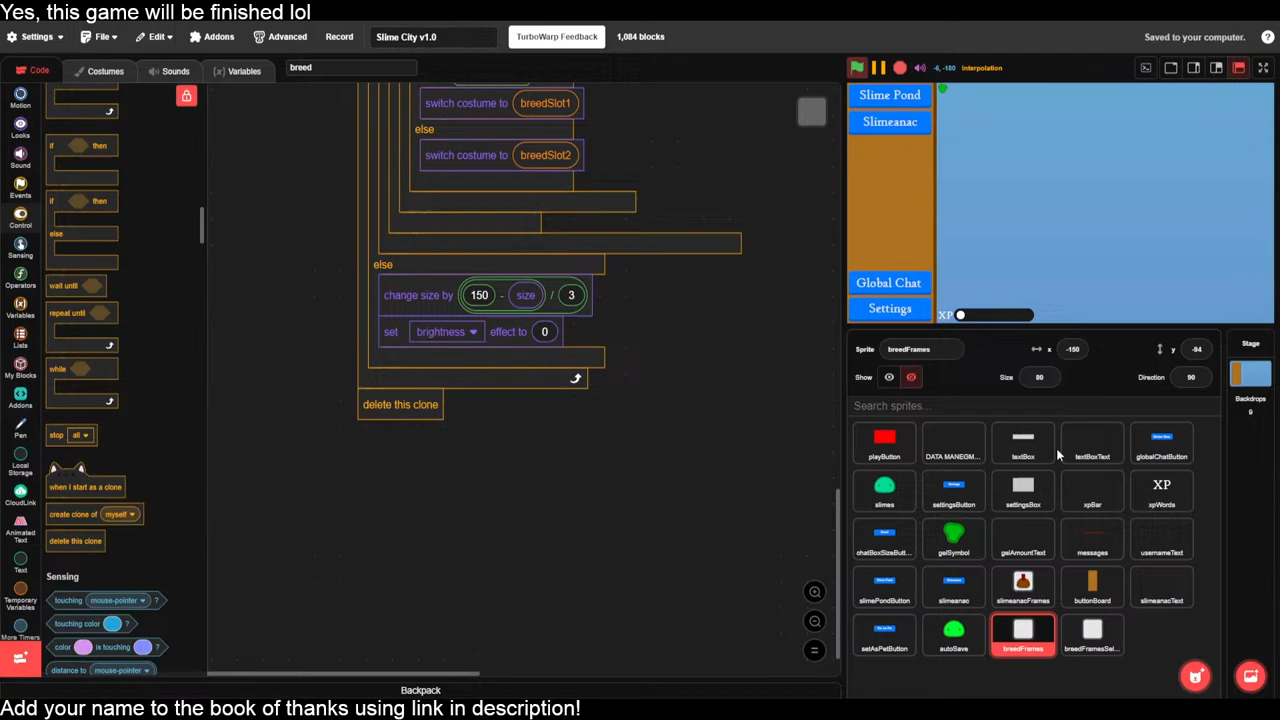 Yes, this game will be finished lol
Settings File Edit Addons Advanced Record Slime City v1.0 TurboWarp Feedback 1,084 blocks Saved to your computer. ?
Code Costumes Sounds (x) Variables breed -6, -180 Interpolation
Motion
Looks
Sound
Events
Control
Sensing
Operators
Variables
Lists
My Blocks
Addons
Pen
Local Storage
CloudLink
Animated Text
Text
Temporary Variables
More Timers
if then
if then
else
wait until
repeat until
while
stop all
when I start as a clone
create clone of myself
delete this clone
Sensing
touching mouse-pointer ?
touching color ?
color is touching ?
distance to mouse-pointer
switch costume to breedSlot1
else
switch costume to breedSlot2
else
change size by 150 - size / 3
set brightness effect to 0
delete this clone
Backpack
Slime Pond
Slimeanac
Global Chat
Settings
XP
Sprite breedFrames x -150 y -94
Show Size 80 Direction 90
Search sprites...
Stage
Backdrops
9
playButton DATA MANEGM... textBox textBoxText globalChatButton
XP
slimes settingsButton settingsBox xpBar xpWords
chatBoxSizeButt... gelSymbol gelAmountText messages usernameText
slimePondButton slimeanac slimeanacFrames buttonBoard slimeanacText
setAsPetButton autoSave breedFrames breedFramesSel...
Add your name to the book of thanks using link in description!